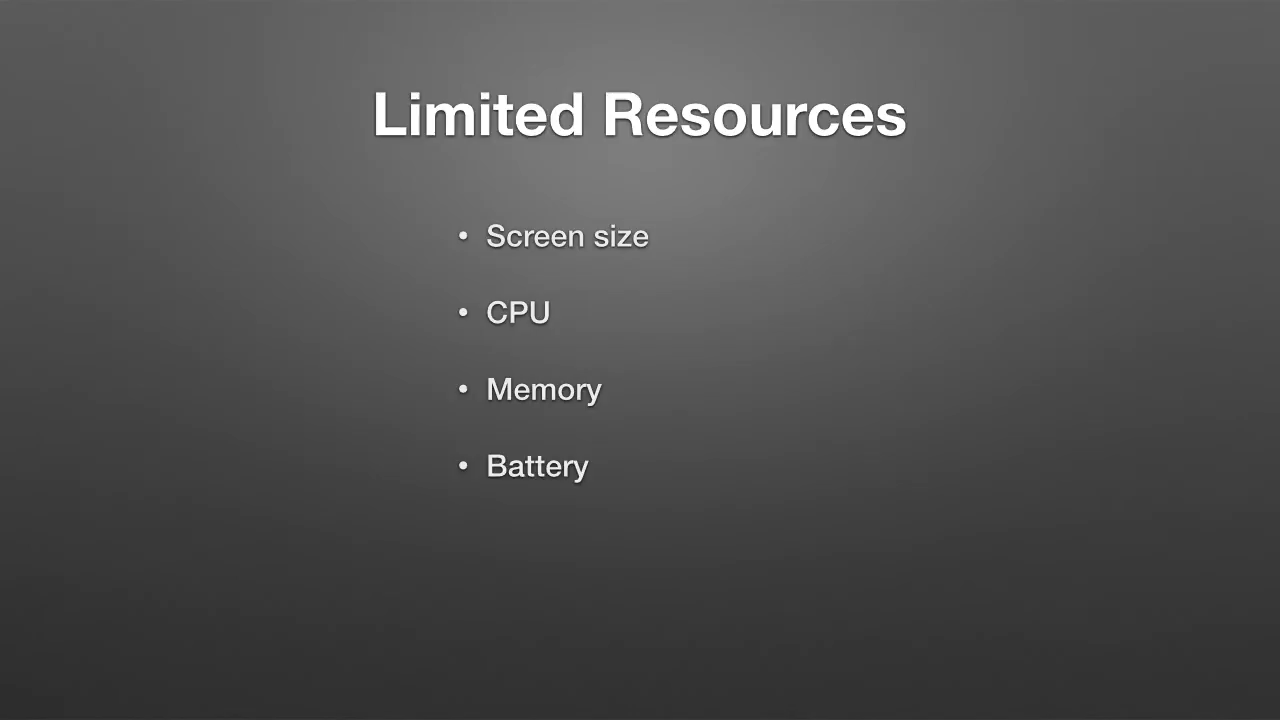 Limited Resources
• Screen size
• CPU
• Memory
• Battery